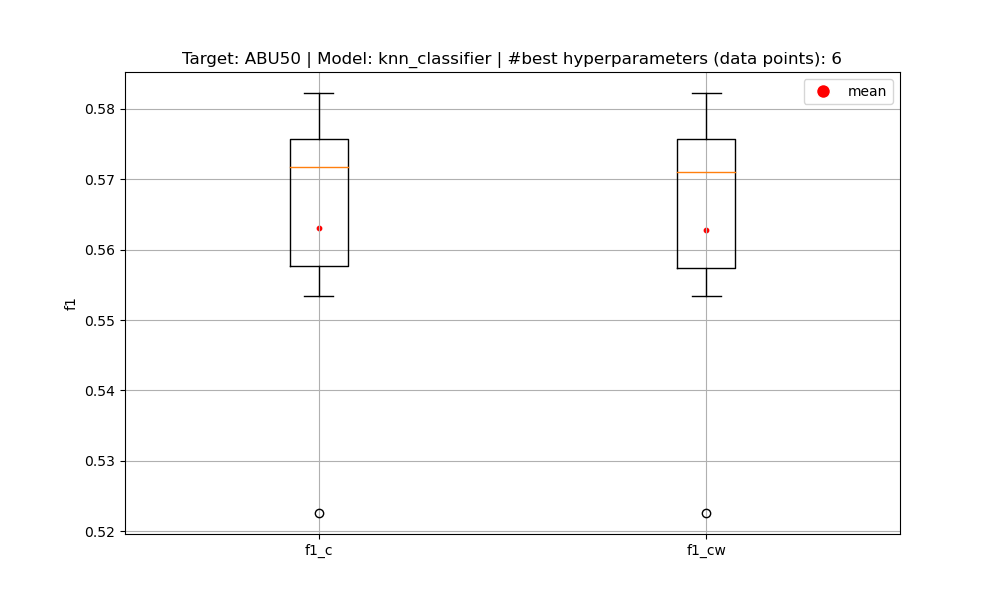 Target: ABU50 | Model: knn_classifier | #best hyperparameters (data points): 6
mean
0.58
0.57
0.56
0.55
0.54
0.53
0.52
f1
f1_c
f1_cw